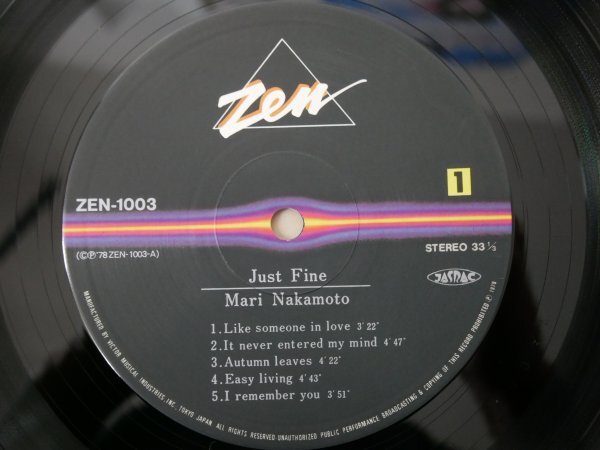 Zen
ZEN-1003
1
(ⒸⓅ'78 ZEN-1003-A)
STEREO 33⅓
JASRAC
Just Fine
Mari Nakamoto
1. Like someone in love 3'22"
2. It never entered my mind 4'47"
3. Autumn leaves 4'22"
4. Easy living 4'43"
5. I remember you 3'51"
MANUFACTURED BY VICTOR MUSICAL INDUSTRIES, INC., TOKYO JAPAN ALL RIGHTS RESERVED UNAUTHORIZED PUBLIC PERFORMANCE BROADCASTING & COPYING OF THIS RECORD PROHIBITED Ⓟ 1978